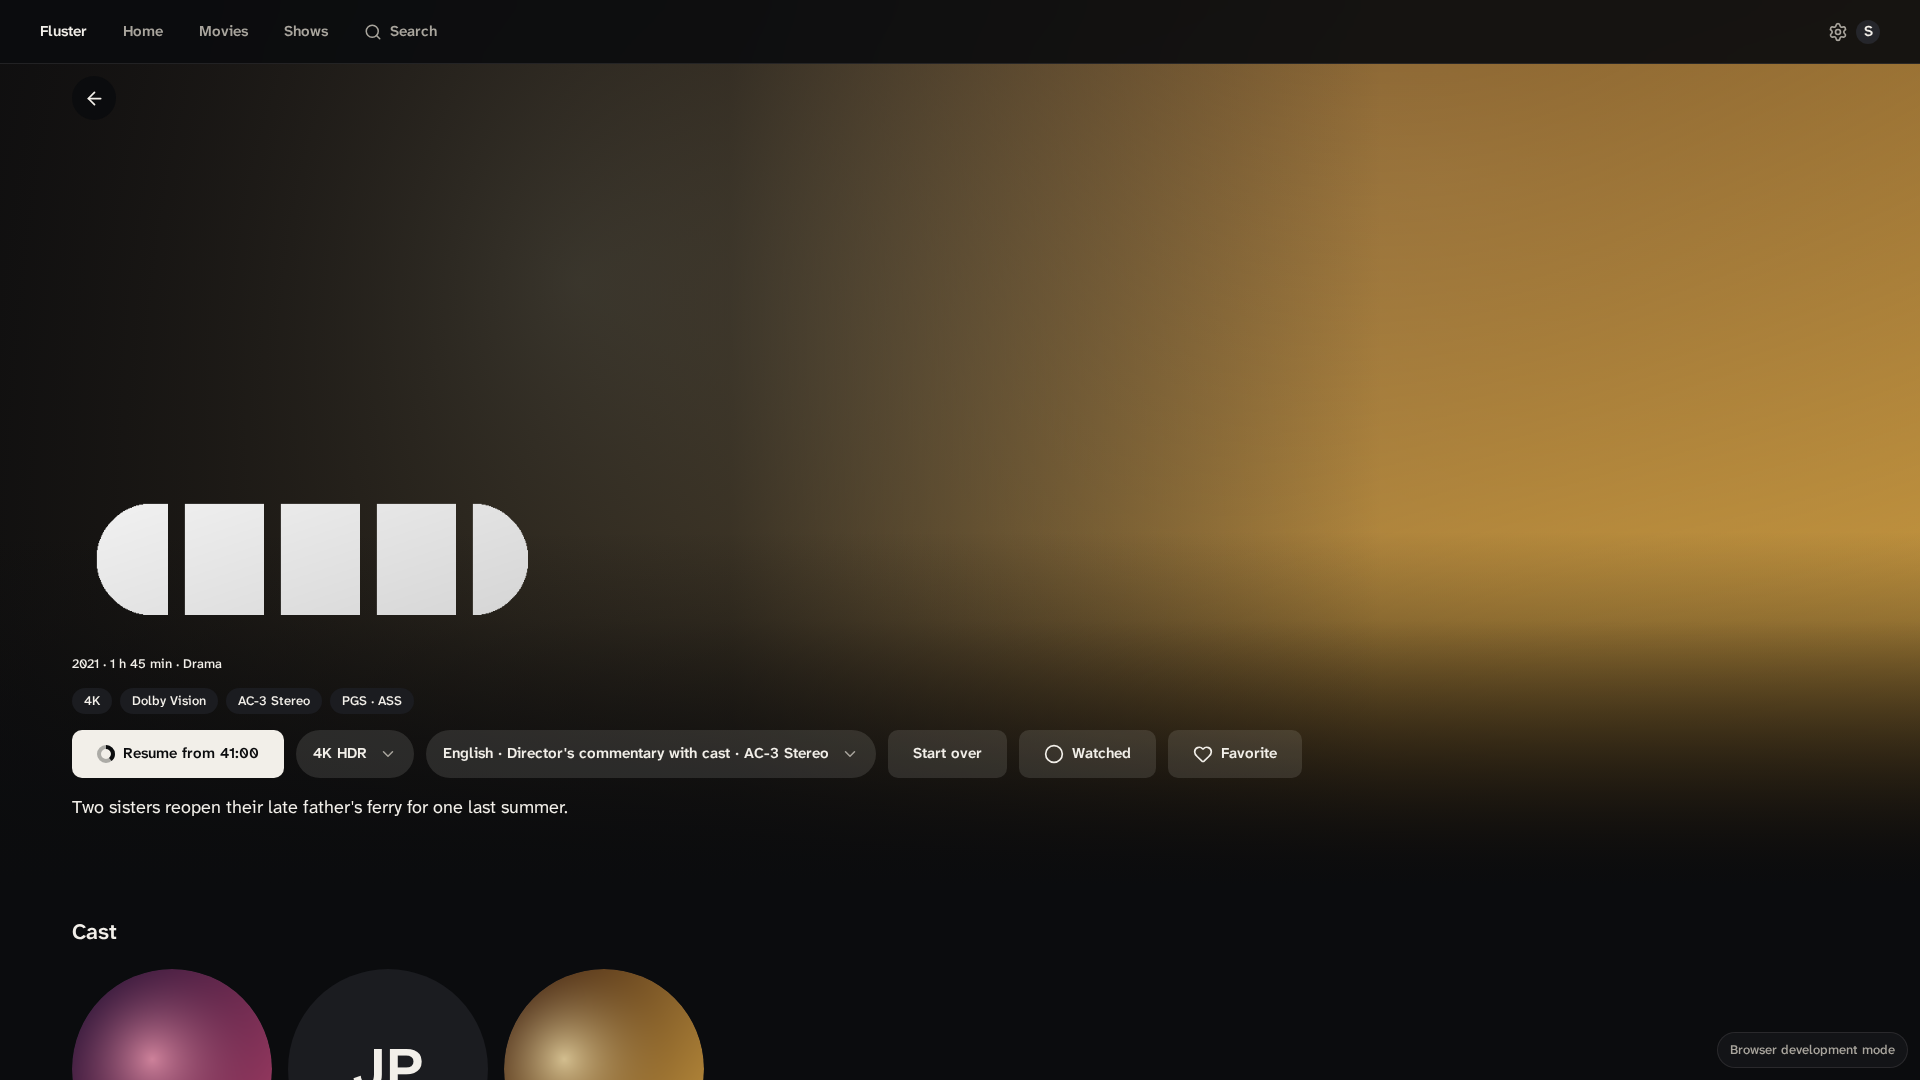 Fluster Home Movies Shows Search S
2021 · 1 h 45 min · Drama
4K Dolby Vision AC-3 Stereo PGS · ASS
Resume from 41:00 4K HDR English · Director's commentary with cast · AC-3 Stereo Start over Watched Favorite
Two sisters reopen their late father's ferry for one last summer.
Cast
JP
Browser development mode